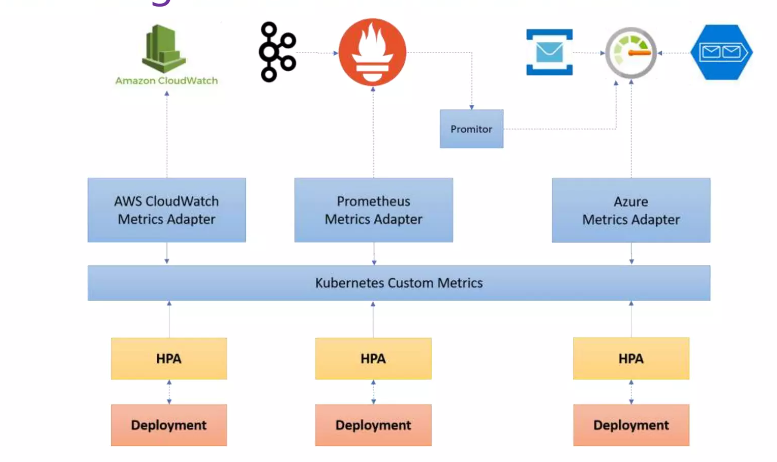 Amazon CloudWatch
Promitor
AWS CloudWatch
Metrics Adapter
Prometheus
Metrics Adapter
Azure
Metrics Adapter
Kubernetes Custom Metrics
HPA
HPA
HPA
Deployment
Deployment
Deployment